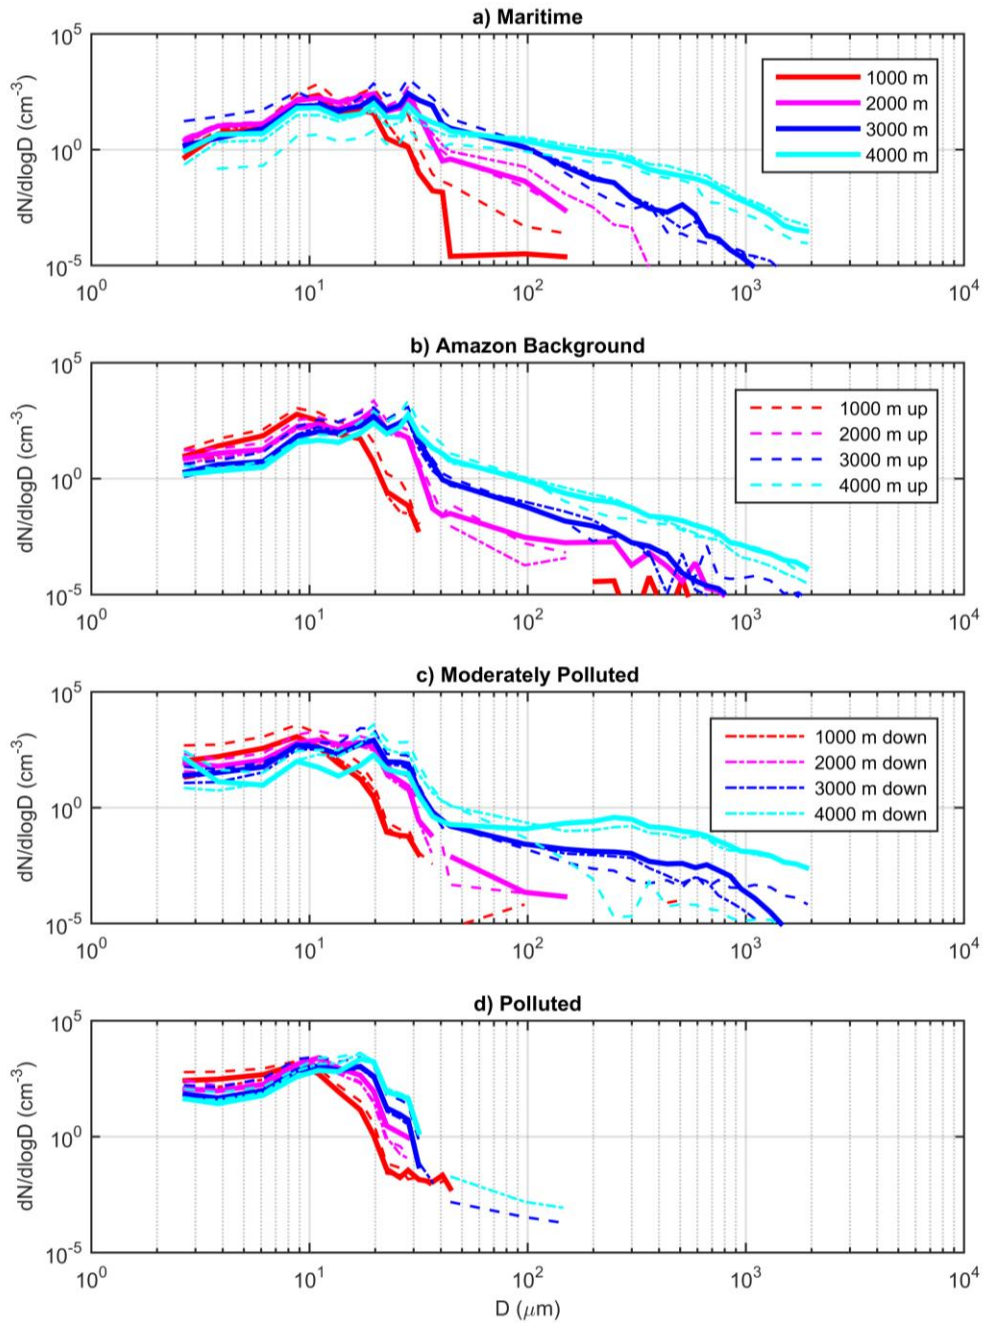 a) Maritime
10^5
10^0
10^-5
dN/dlogD (cm^-3)
1000 m
2000 m
3000 m
4000 m
10^0 10^1 10^2 10^3 10^4
b) Amazon Background
10^5
10^0
10^-5
dN/dlogD (cm^-3)
1000 m up
2000 m up
3000 m up
4000 m up
10^0 10^1 10^2 10^3 10^4
c) Moderately Polluted
10^5
10^0
10^-5
dN/dlogD (cm^-3)
1000 m down
2000 m down
3000 m down
4000 m down
10^0 10^1 10^2 10^3 10^4
d) Polluted
10^5
10^0
10^-5
dN/dlogD (cm^-3)
10^0 10^1 10^2 10^3 10^4
D (μm)